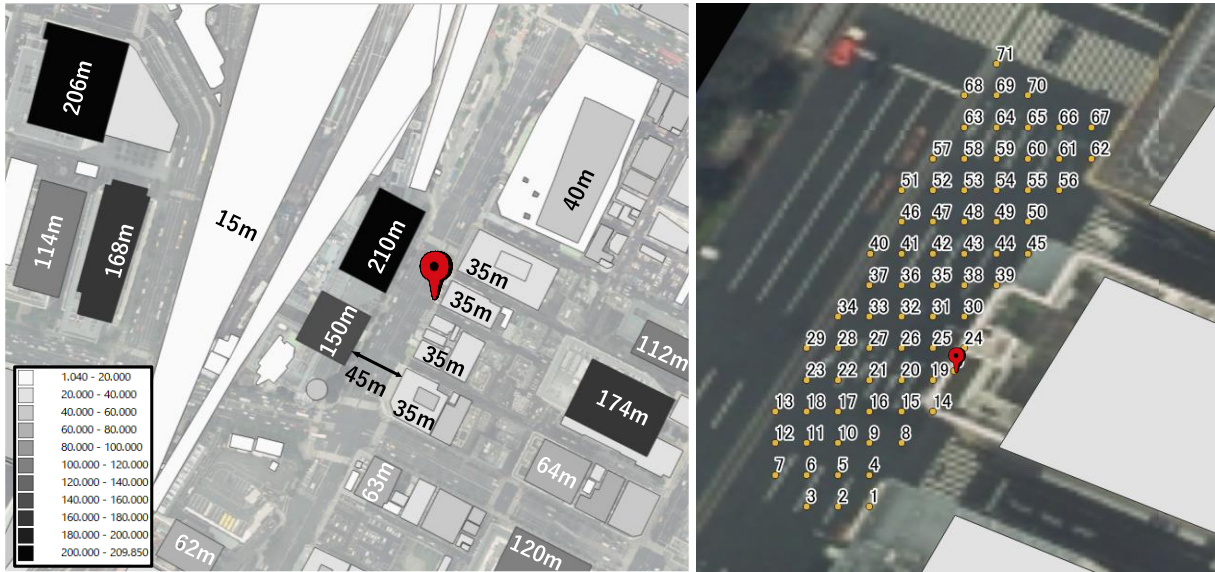 206m
114m
168m
15m
210m
150m
45m
40m
35m
35m
35m
35m
112m
174m
64m
63m
62m
120m
1.040 - 20.000
20.000 - 40.000
40.000 - 60.000
60.000 - 80.000
80.000 - 100.000
100.000 - 120.000
120.000 - 140.000
140.000 - 160.000
160.000 - 180.000
180.000 - 200.000
200.000 - 209.850
71
68 69 70
63 64 65 66 67
57 58 59 60 61 62
51 52 53 54 55 56
46 47 48 49 50
40 41 42 43 44 45
37 36 35 38 39
34 33 32 31 30
29 28 27 26 25 24
23 22 21 20 19
13 18 17 16 15 14
12 11 10 9 8
7 6 5 4
3 2 1